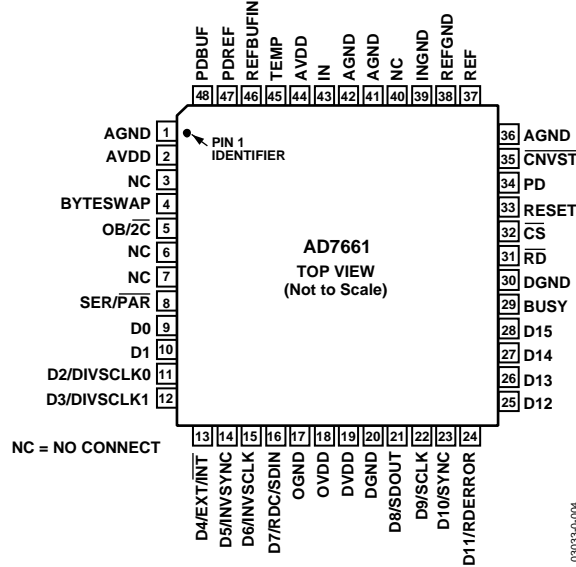 PDBUF
PDREF
REFBUFIN
TEMP
AVDD
IN
AGND
AGND
NC
INGND
REFGND
REF
48 47 46 45 44 43 42 41 40 39 38 37
AGND 1
AVDD 2
NC 3
BYTESWAP 4
OB/2C 5
NC 6
NC 7
SER/PAR 8
D0 9
D1 10
D2/DIVSCLK0 11
D3/DIVSCLK1 12
PIN 1
IDENTIFIER
AD7661
TOP VIEW
(Not to Scale)
36 AGND
35 CNVST
34 PD
33 RESET
32 CS
31 RD
30 DGND
29 BUSY
28 D15
27 D14
26 D13
25 D12
NC = NO CONNECT
13 14 15 16 17 18 19 20 21 22 23 24
D4/EXT/INT
D5/INVSYNC
D6/INVSCLK
D7/RDC/SDIN
OGND
OVDD
DVDD
DGND
D8/SDOUT
D9/SCLK
D10/SYNC
D11/RDERROR
03033-0-004